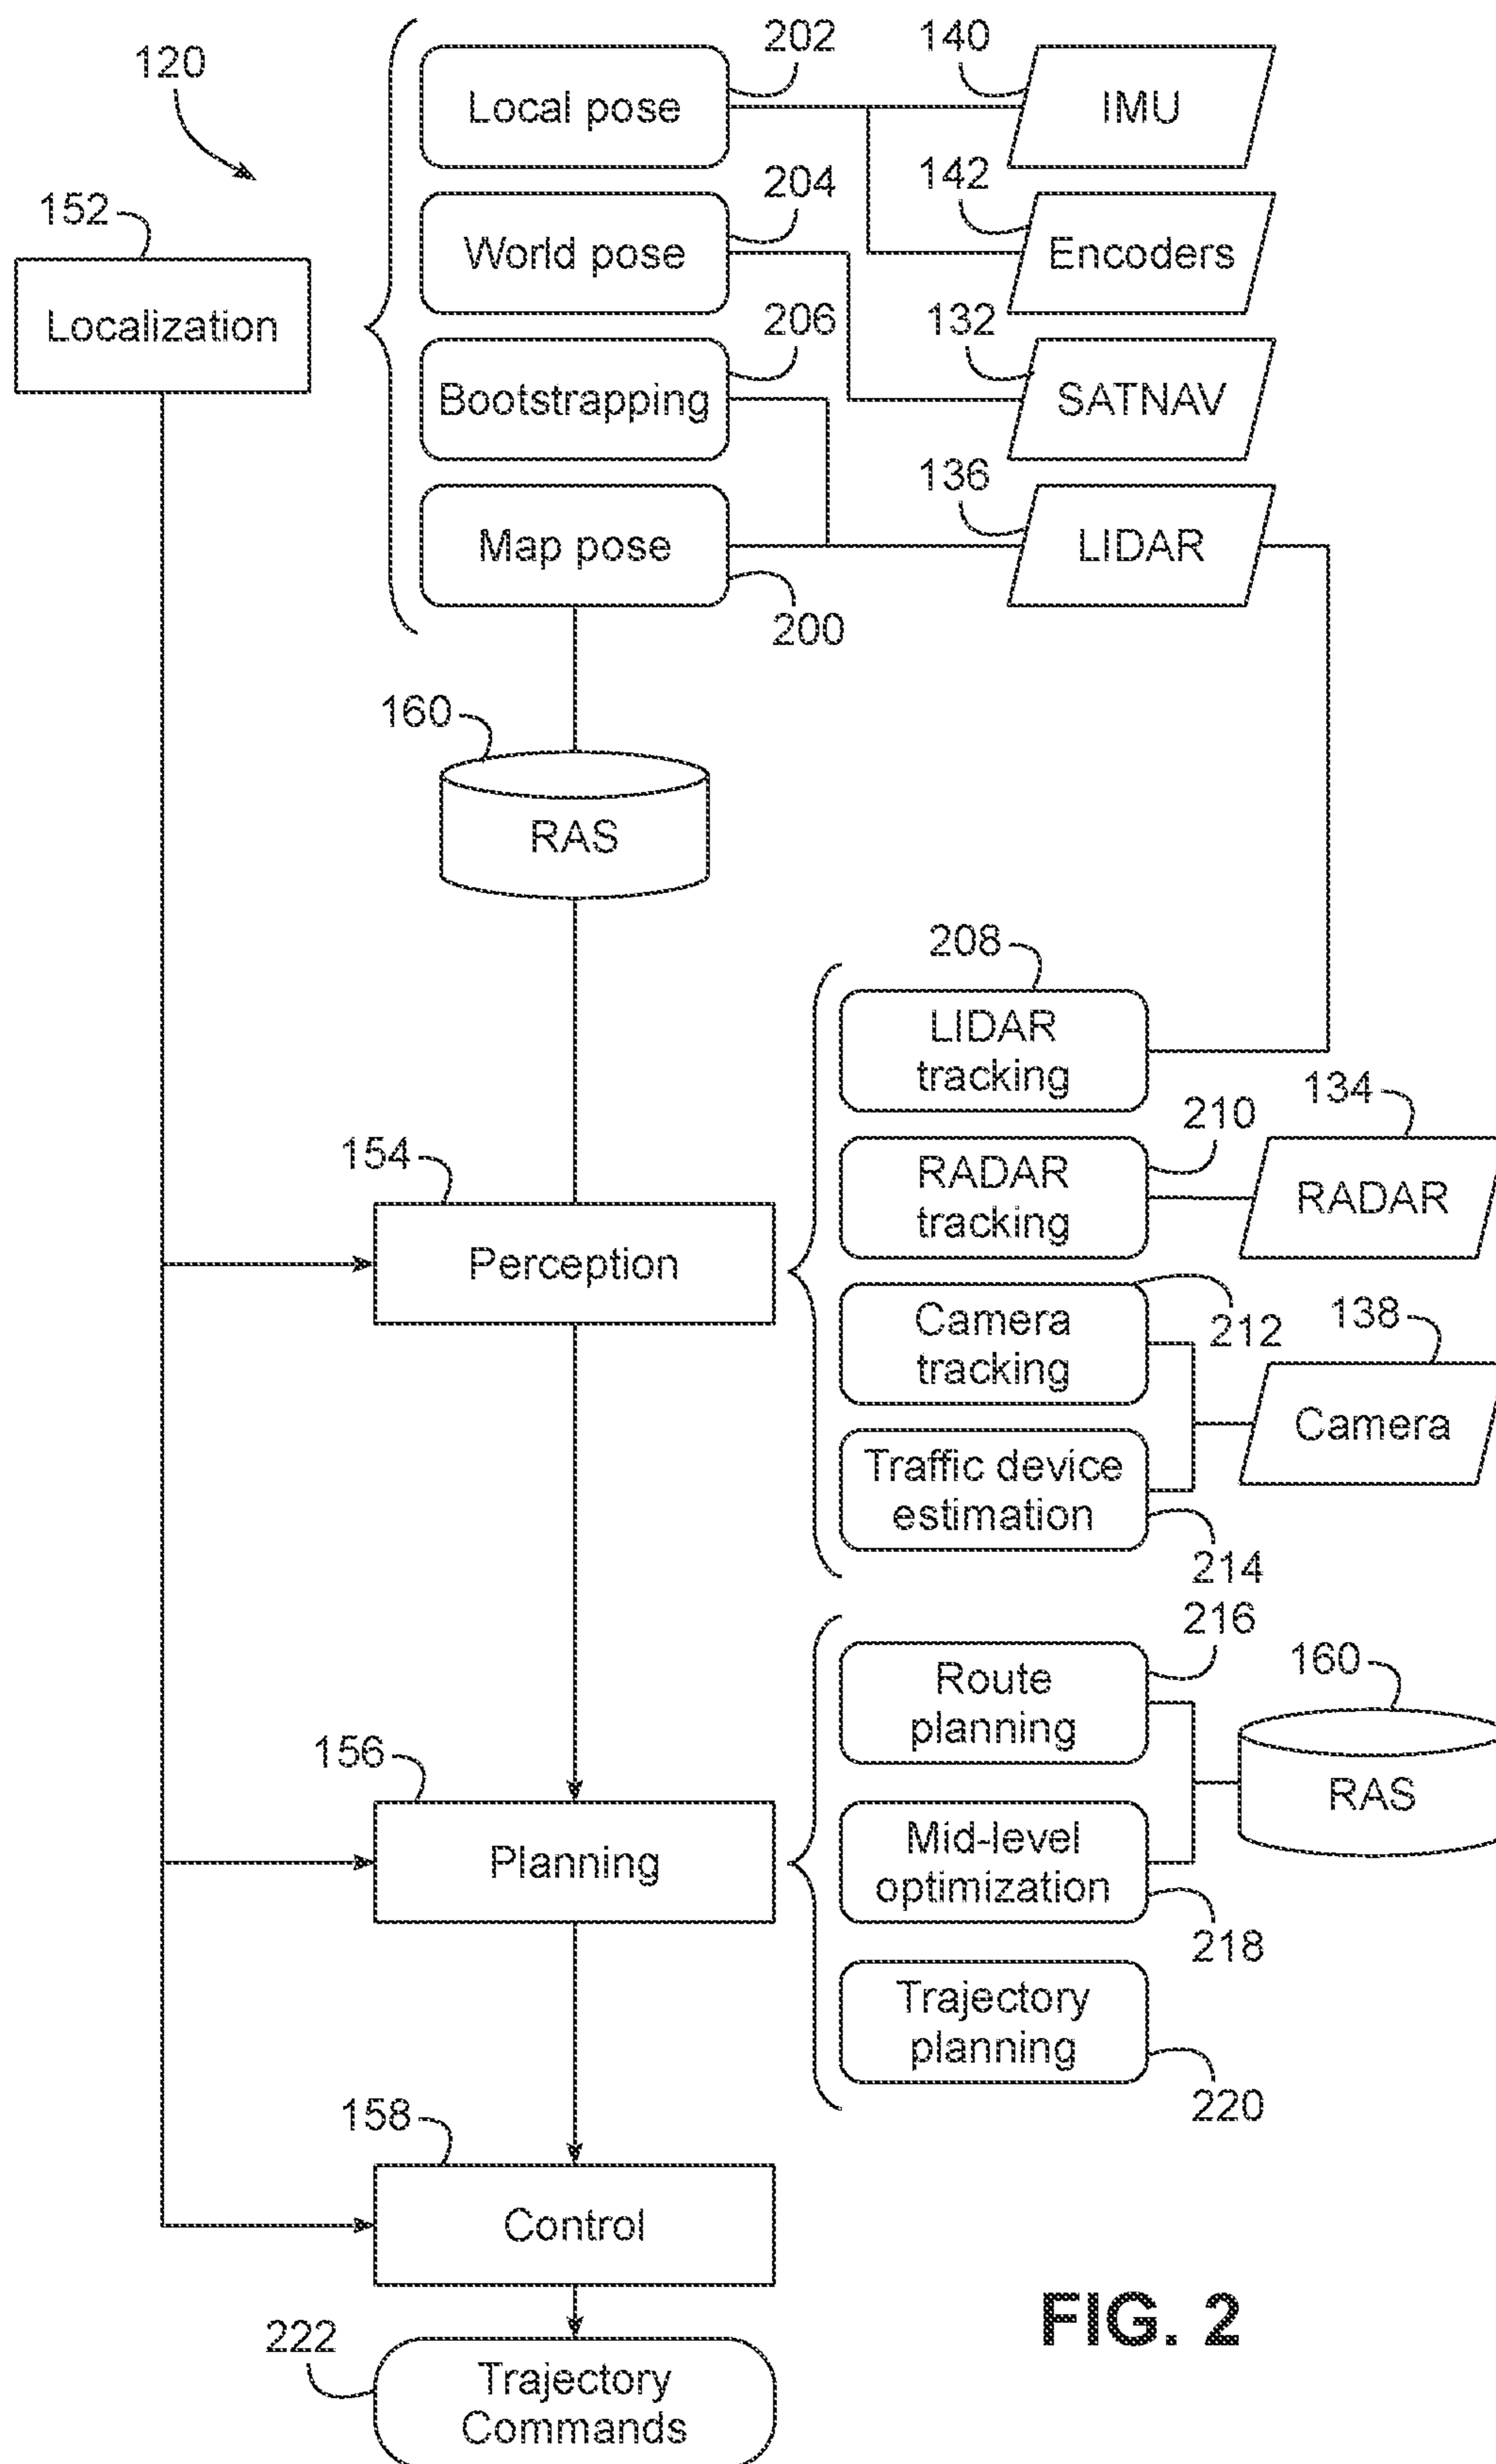 120
202
140
Local pose
IMU
152
204
142
World pose
Encoders
Localization
206
132
Bootstrapping
SATNAV
136
Map pose
LIDAR
200
160
RAS
208
LIDAR
tracking
134
210
154
RADAR
tracking
RADAR
Perception
212
138
Camera
tracking
Camera
Traffic device
estimation
214
216
160
Route
planning
156
RAS
Mid-level
optimization
Planning
218
Trajectory
planning
220
158
Control
FIG. 2
222
Trajectory
Commands